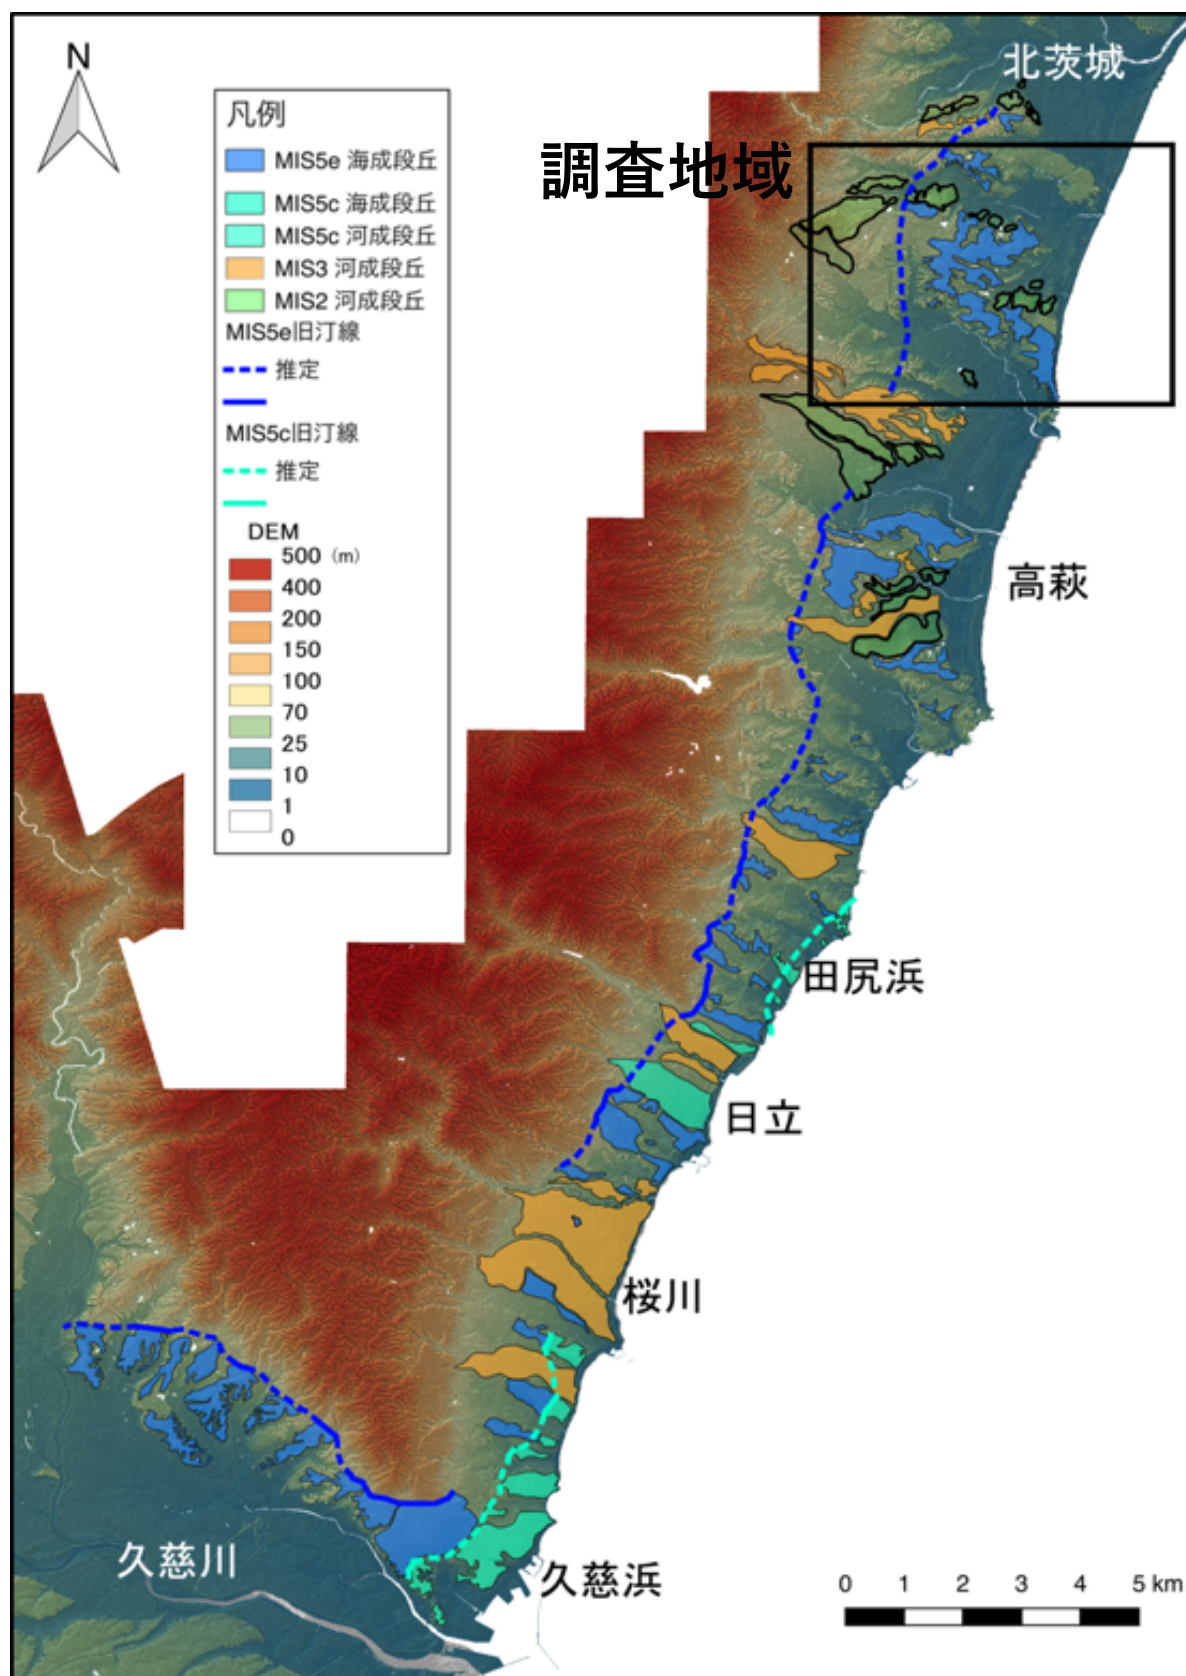 北茨城
N
凡例
調査地域
MIS5e 海成段丘
MIS5c 海成段丘
MIS5c 河成段丘
MIS3 河成段丘
MIS2 河成段丘
MIS5e旧汀線
推定
MIS5c旧汀線
推定
DEM
500 (m)
400
200
150
100
70
25
10
1
0
高萩
田尻浜
日立
桜川
久慈川
久慈浜
0 1 2 3 4 5 km